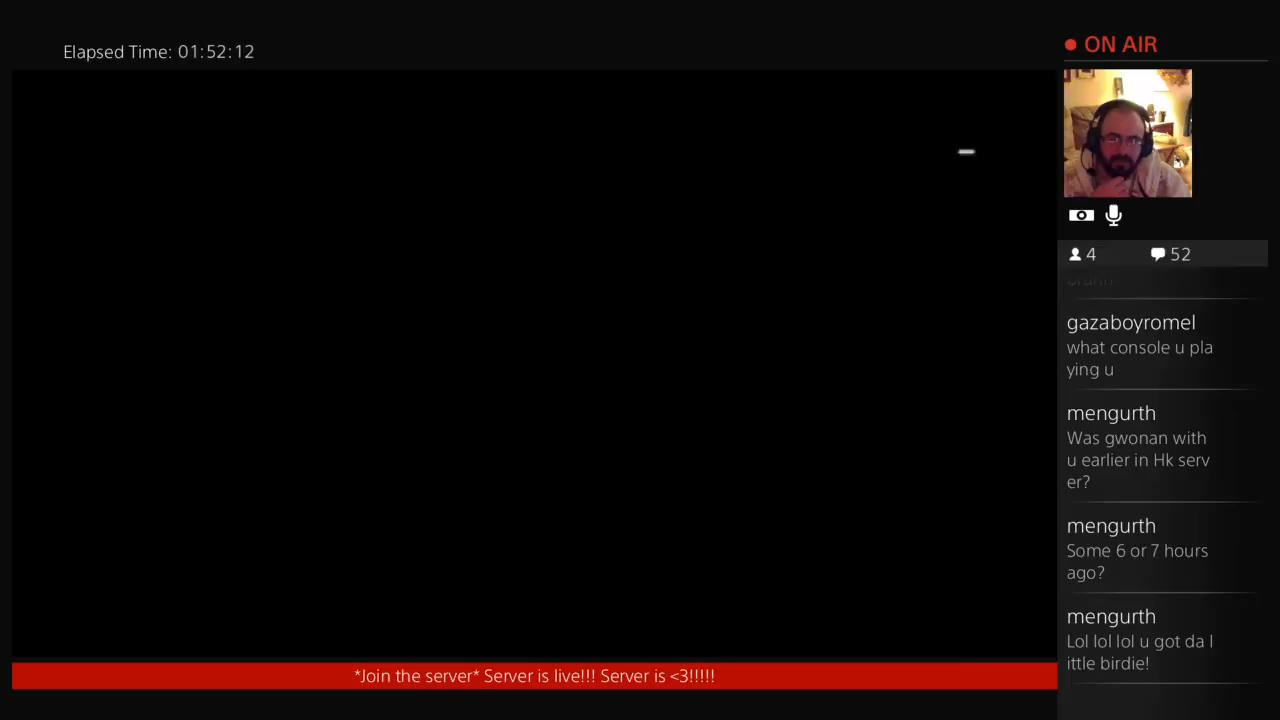 Elapsed Time: 01:52:12
ON AIR
4
52
gazaboyromel
what console u pla
ying u
mengurth
Was gwonan with
u earlier in Hk serv
er?
mengurth
Some 6 or 7 hours
ago?
mengurth
Lol lol lol u got da l
ittle birdie!
*Join the server* Server is live!!! Server is <3!!!!!